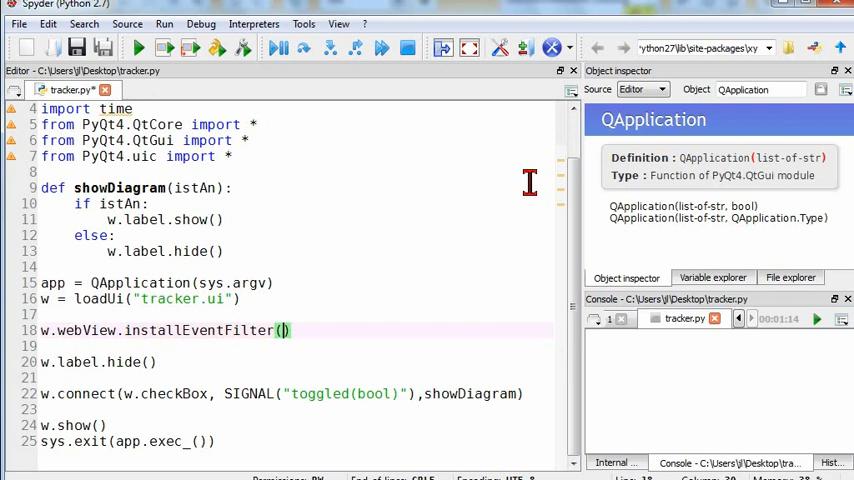 Spyder (Python 2.7)
File Edit Search Source Run Debug Interpreters Tools View ?
ython27\lib\site-packages\xy
Editor - C:\Users\jl\Desktop\tracker.py
Object inspector
tracker.py*
Source Editor Object QApplication
4 import time
5 from PyQt4.QtCore import *
6 from PyQt4.QtGui import *
7 from PyQt4.uic import *
8
9 def showDiagram(istAn):
10 if istAn:
11 w.label.show()
12 else:
13 w.label.hide()
14
15 app = QApplication(sys.argv)
16 w = loadUi("tracker.ui")
17
18 w.webView.installEventFilter()
19
20 w.label.hide()
21
22 w.connect(w.checkBox, SIGNAL("toggled(bool)"),showDiagram)
23
24 w.show()
25 sys.exit(app.exec_())
QApplication
Definition : QApplication(list-of-str)
Type : Function of PyQt4.QtGui module
QApplication(list-of-str, bool)
QApplication(list-of-str, QApplication.Type)
Object inspector Variable explorer File explorer
Console - C:\Users\jl\Desktop\tracker.py
1 tracker.py 00:01:14
Internal ... Console - C:\Users\jl\Desktop\tra... Hist...